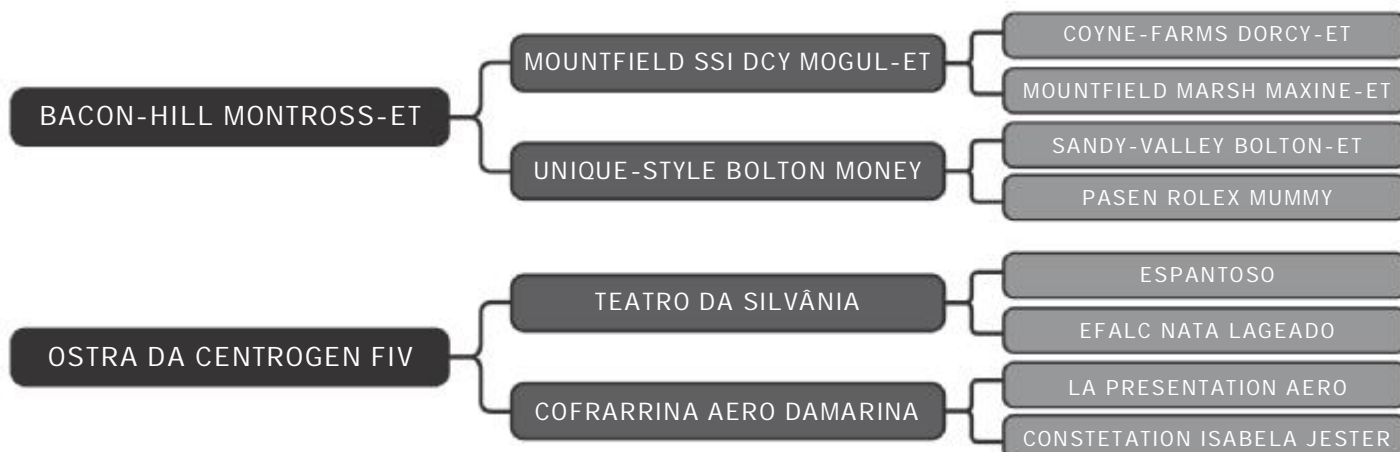 COYNE-FARMS DORCY-ET
MOUNTFIELD SSI DCY MOGUL-ET
MOUNTFIELD MARSH MAXINE-ET
BACON-HILL MONTROSS-ET
SANDY-VALLEY BOLTON-ET
UNIQUE-STYLE BOLTON MONEY
PASEN ROLEX MUMMY
ESPANTOSO
TEATRO DA SILVÂNIA
EFALC NATA LAGEADO
OSTRA DA CENTROGEN FIV
LA PRESENTATION AERO
COFRARRINA AERO DAMARINA
CONSTETATION ISABELA JESTER